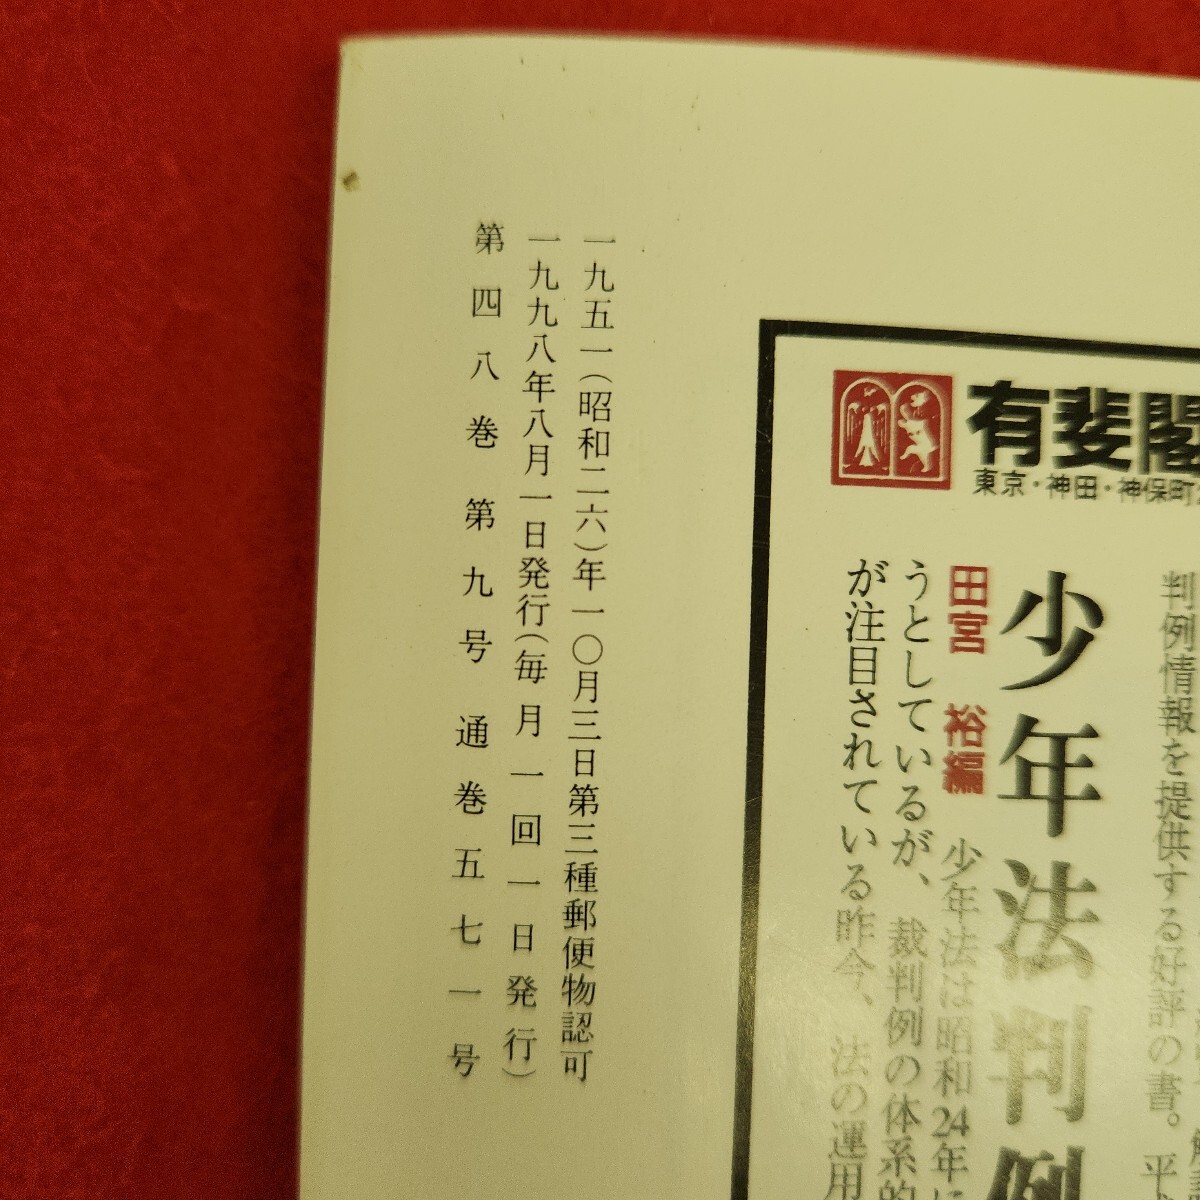 有斐閣
東京・神田・神保町
判例情報を提供する好評の書。平
少年法判例
田宮 裕編
少年法は昭和24年に
うとしているが、裁判例の体系的
が注目されている昨今、法の運用
一九五一（昭和二六）年一〇月三日第三種郵便物認可
一九九八年八月一日発行（毎月一回一日発行）
第四八巻第九号通巻五七一号